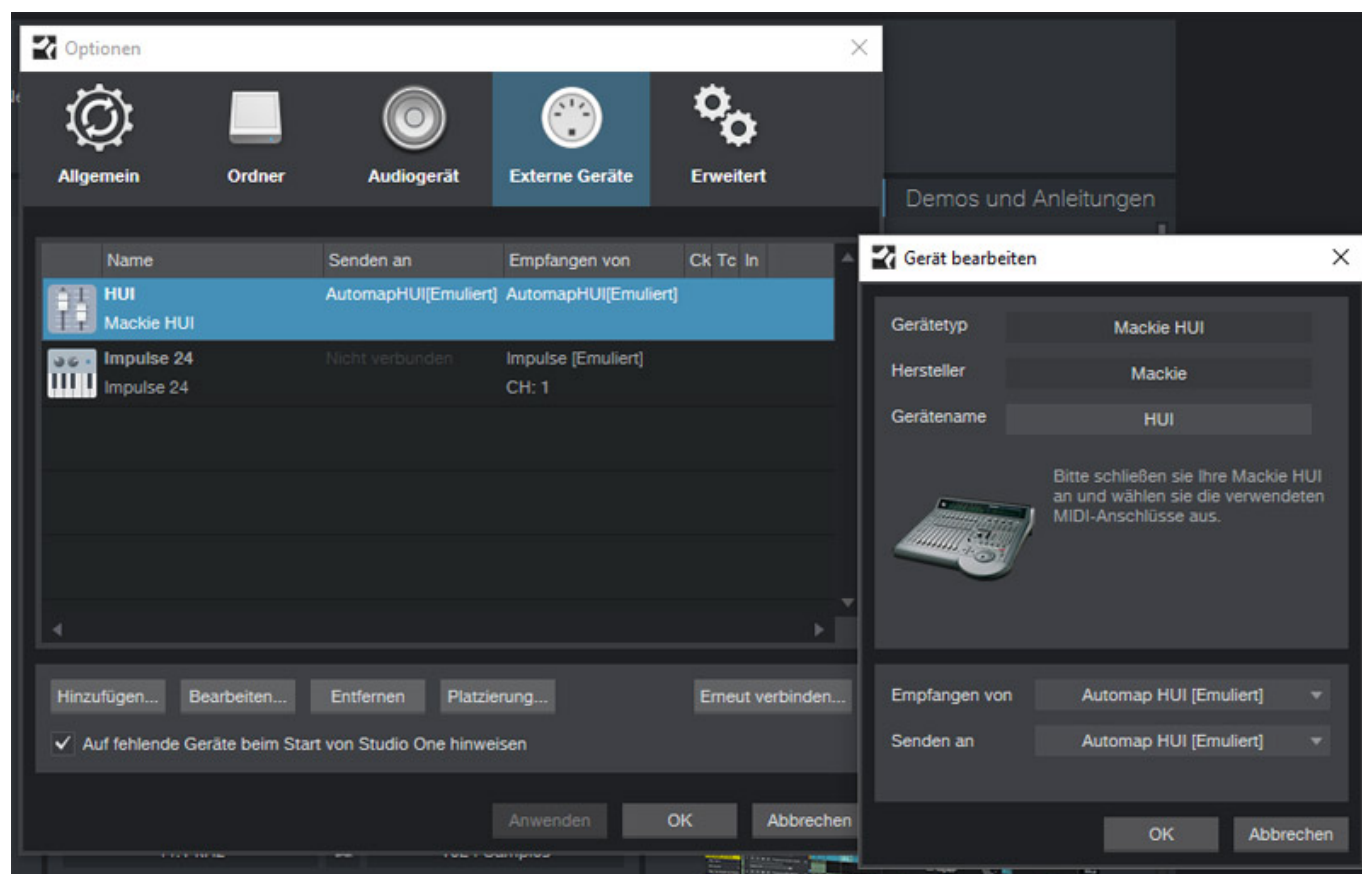 Optionen
Allgemein
Ordner
Audiogerät
Externe Geräte
Erweitert
Demos und Anleitungen
Name
Senden an
Empfangen von
Ck Tc In
HUI
AutomapHUI[Emuliert] AutomapHUI[Emuliert]
Mackie HUI
Impulse 24
Nicht verbunden
Impulse [Emuliert]
Impulse 24
CH: 1
Hinzufügen...
Bearbeiten...
Entfernen
Platzierung...
Erneut verbinden...
Auf fehlende Geräte beim Start von Studio One hinweisen
Anwenden
OK
Abbrechen
Gerät bearbeiten
Gerätetyp
Mackie HUI
Hersteller
Mackie
Gerätename
HUI
Bitte schließen sie Ihre Mackie HUI
an und wählen sie die verwendeten
MIDI-Anschlüsse aus.
Empfangen von
Automap HUI [Emuliert]
Senden an
Automap HUI [Emuliert]
OK
Abbrechen